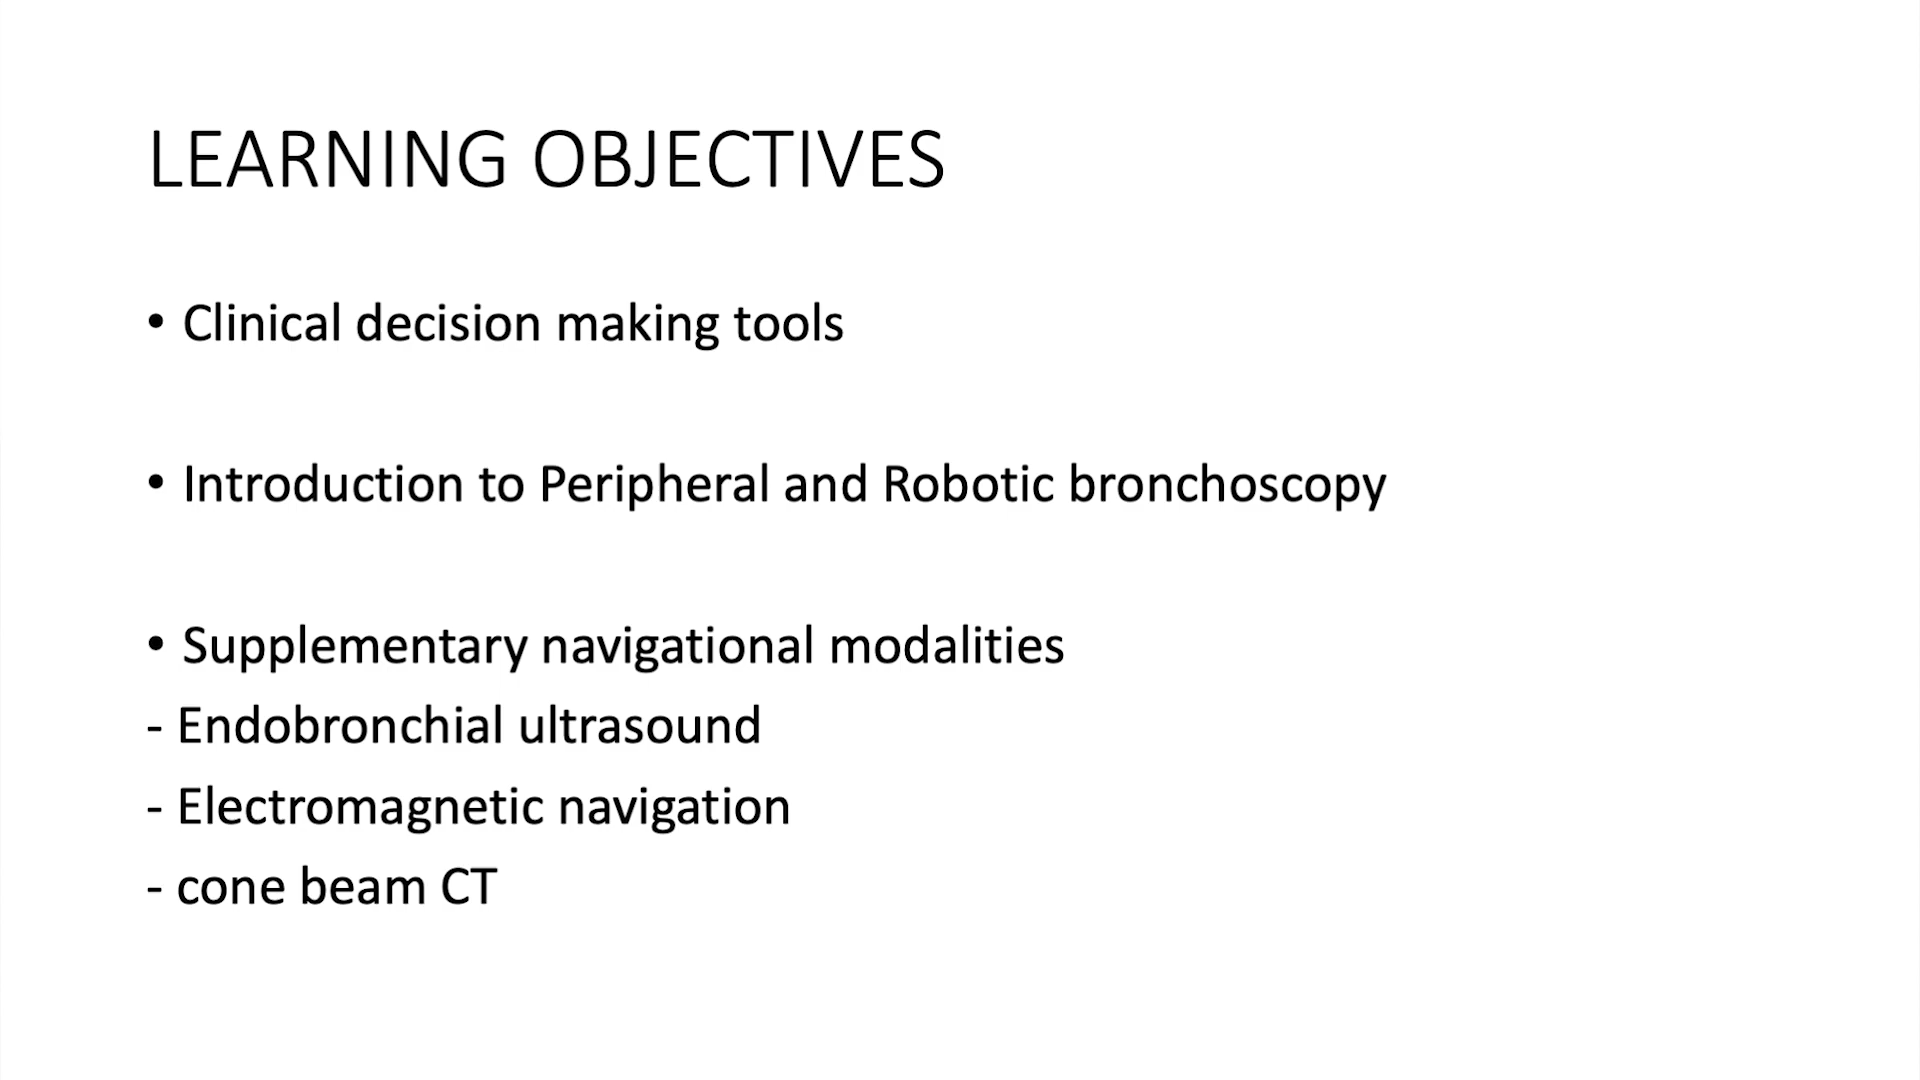 LEARNING OBJECTIVES
• Clinical decision making tools
• Introduction to Peripheral and Robotic bronchoscopy
• Supplementary navigational modalities
- Endobronchial ultrasound
- Electromagnetic navigation
- cone beam CT